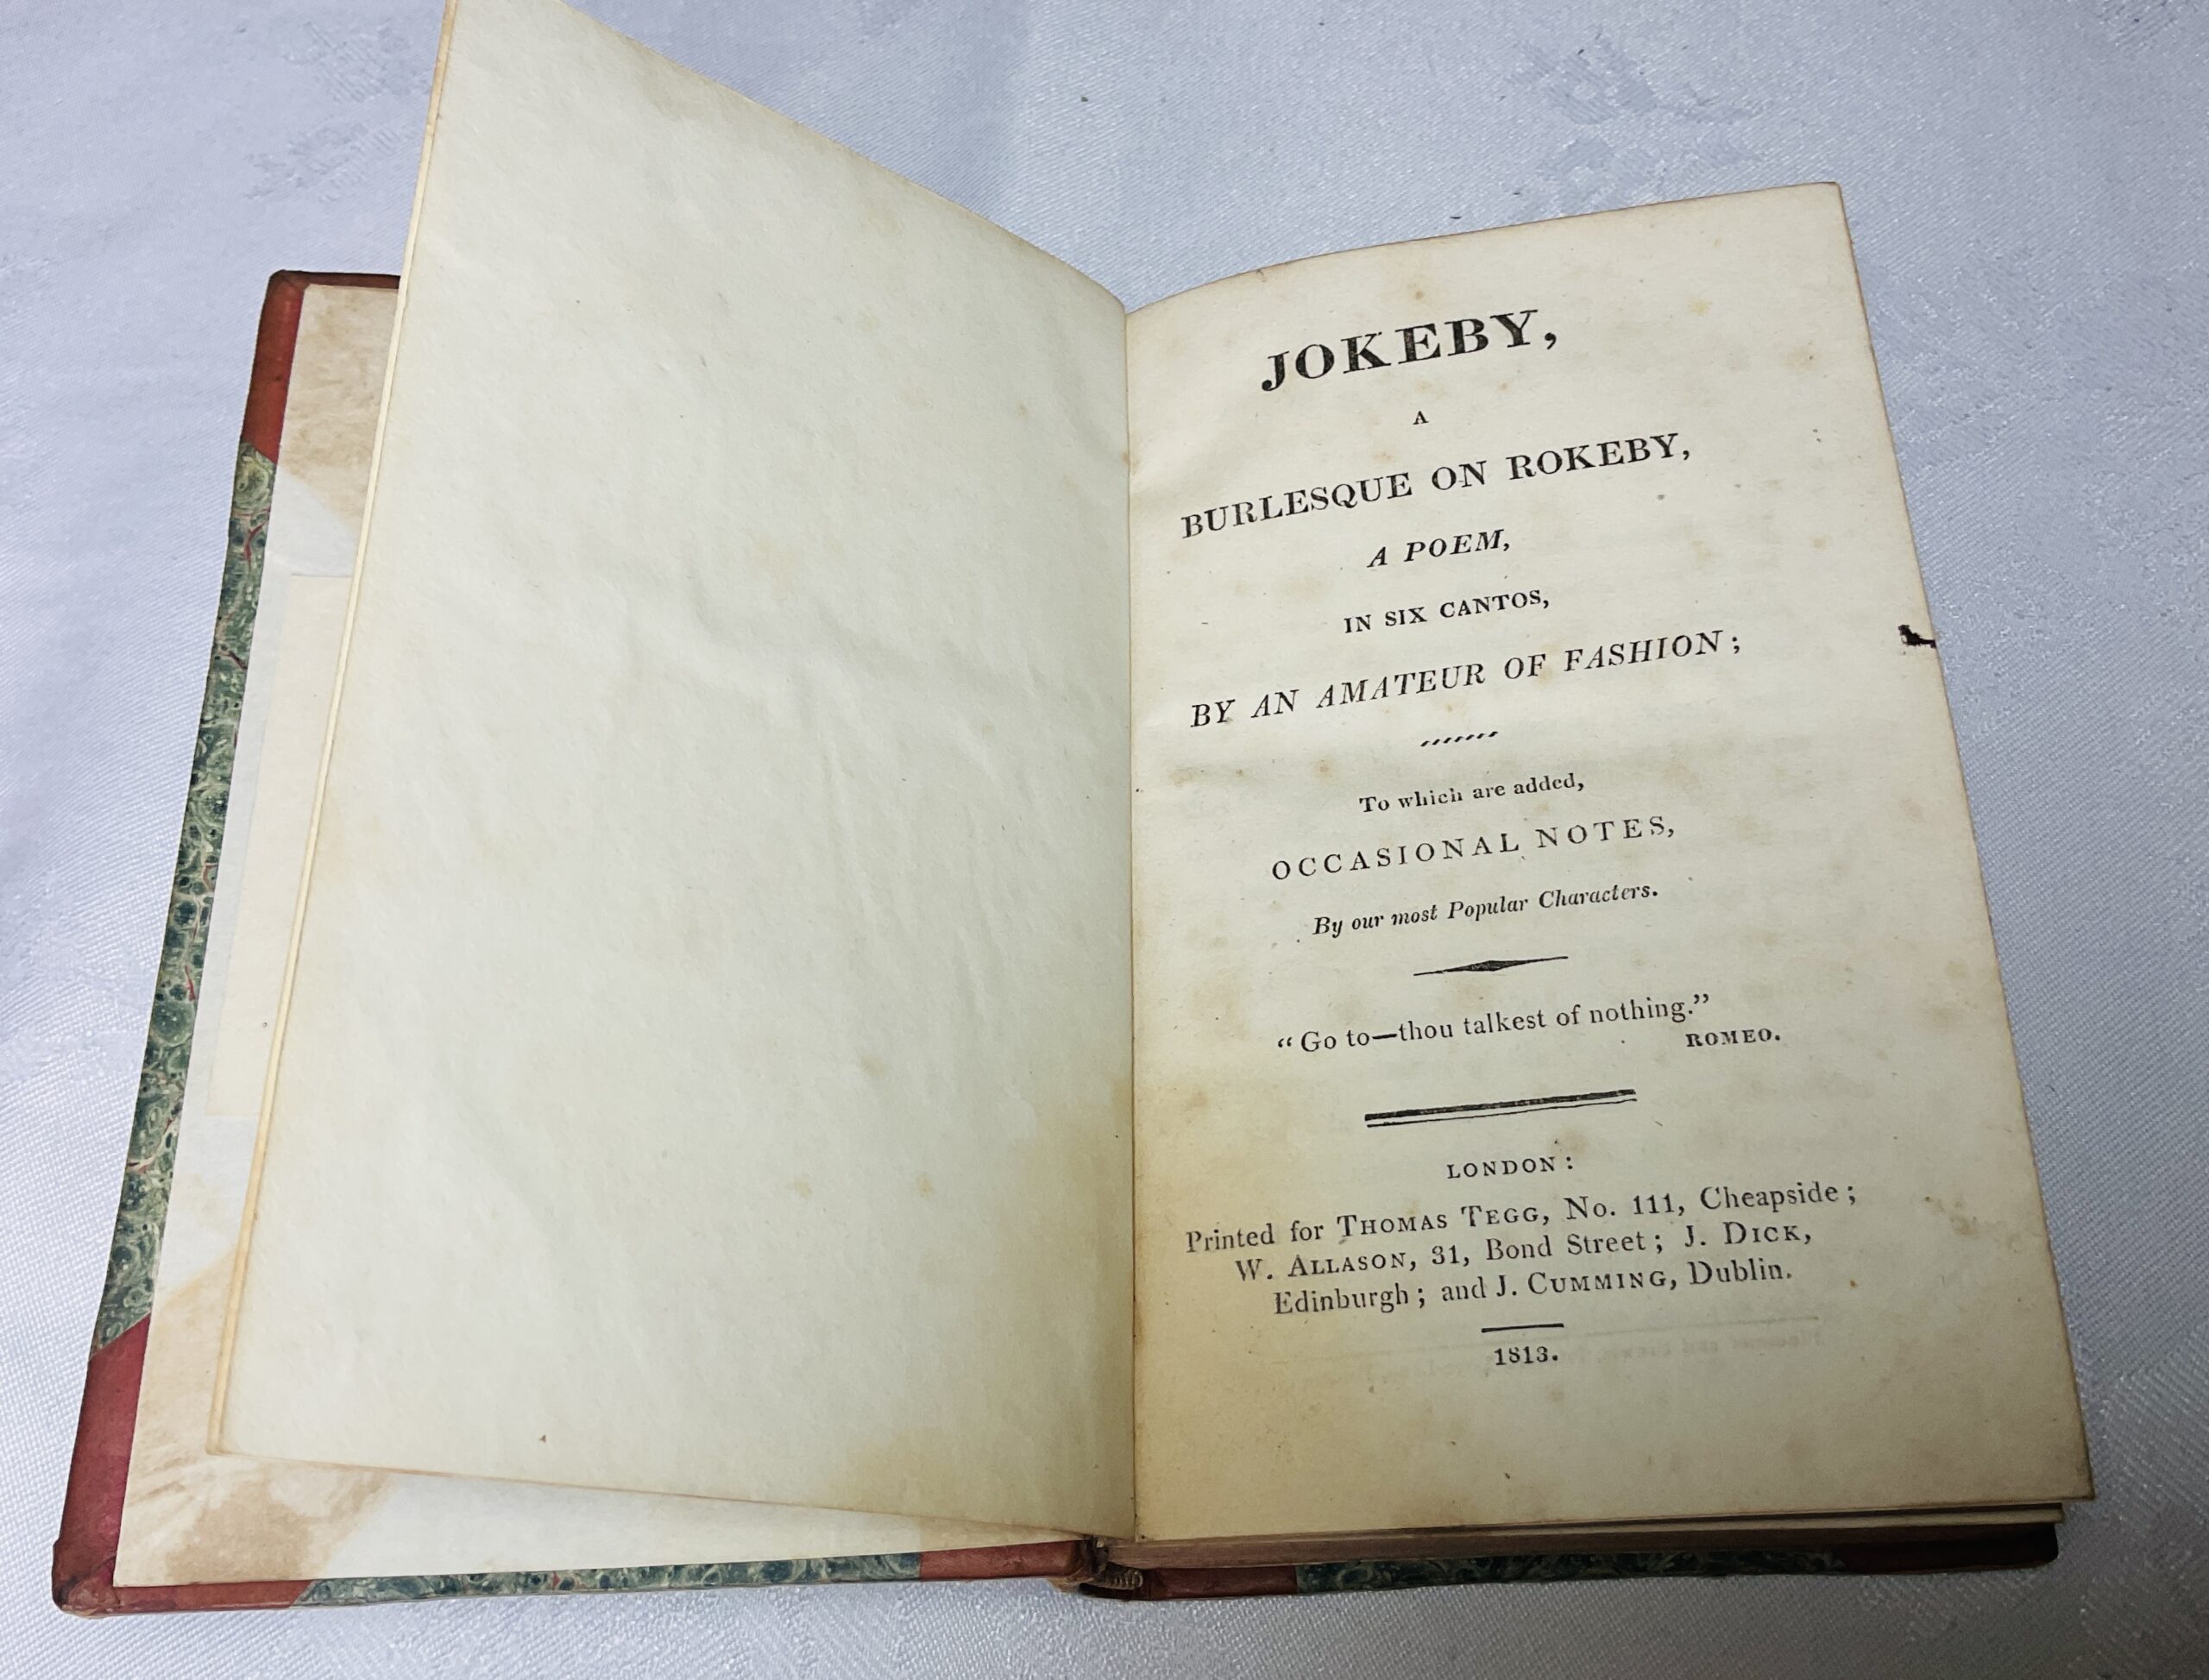 JOKEBY,
A
BURLESQUE ON ROKEBY,
A POEM,
IN SIX CANTOS,
BY AN AMATEUR OF FASHION;
To which are added,
OCCASIONAL NOTES,
By our most Popular Characters.
“Go to—thou talkest of nothing.”
ROMEO.
LONDON:
Printed for THOMAS TEGG, No. 111, Cheapside;
W. ALLASON, 31, Bond Street; J. DICK,
Edinburgh; and J. CUMMING, Dublin.
1813.